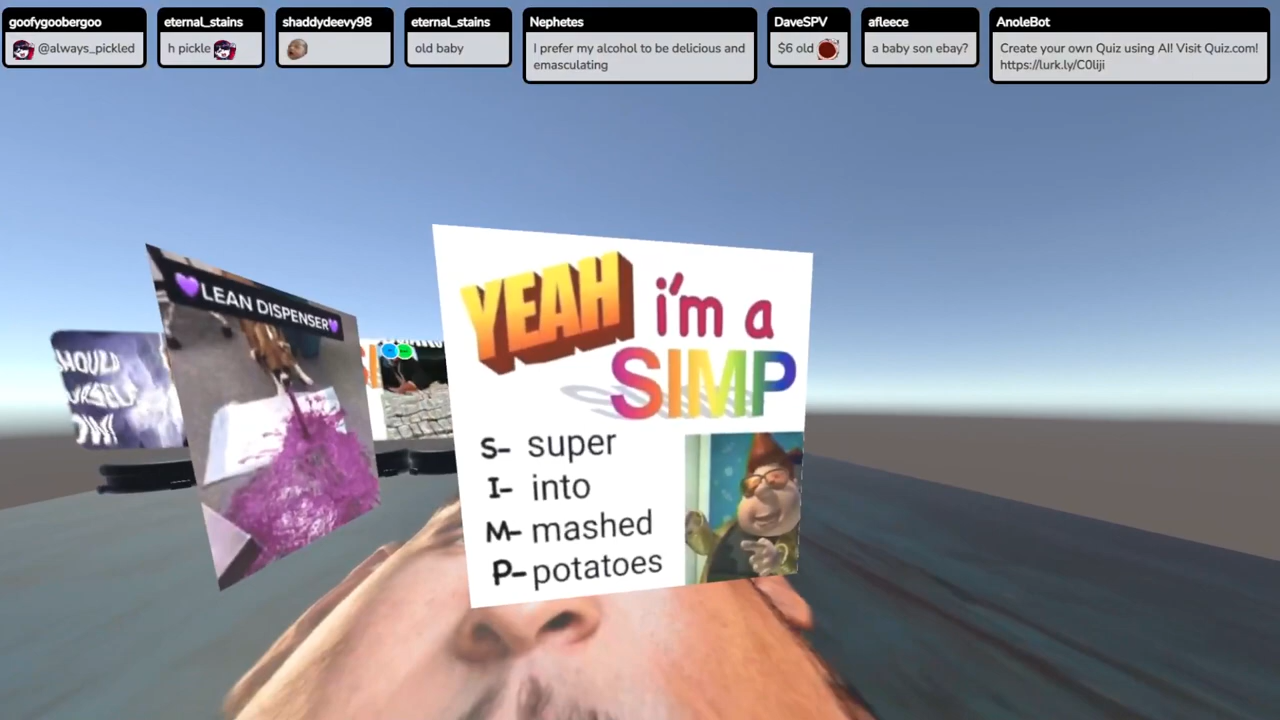 goofygoobergoo
@always_pickled
eternal_stains
h pickle
shaddydeevy98
eternal_stains
old baby
Nephetes
I prefer my alcohol to be delicious and
emasculating
DaveSPV
$6 old
afleece
a baby son ebay?
AnoleBot
Create your own Quiz using AI! Visit Quiz.com!
https://lurk.ly/C0liji
💜LEAN DISPENSER💜
YEAH i'm a
SIMP
S- super
I- into
M- mashed
P- potatoes